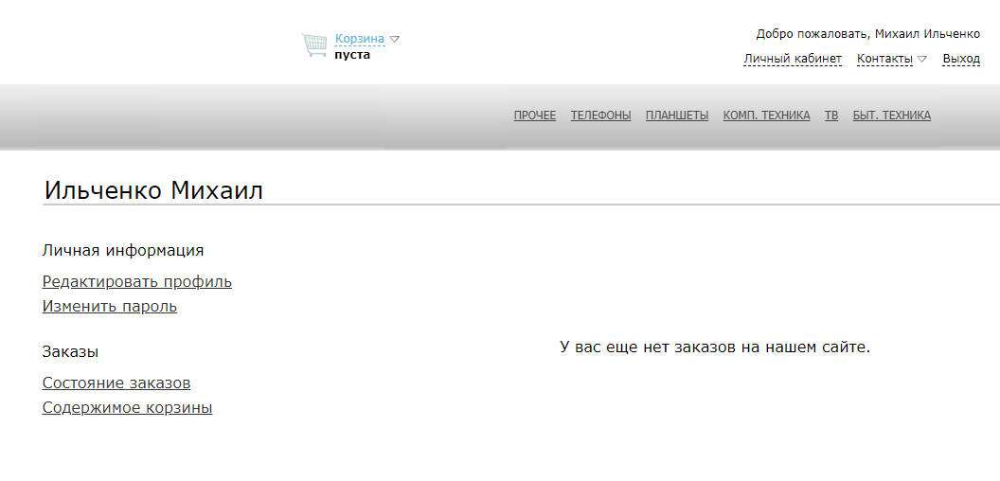 Корзина
пуста
Добро пожаловать, Михаил Ильченко
Личный кабинет Контакты Выход
ПРОЧЕЕ ТЕЛЕФОНЫ ПЛАНШЕТЫ КОМП. ТЕХНИКА ТВ БЫТ. ТЕХНИКА
Ильченко Михаил
Личная информация
Редактировать профиль
Изменить пароль
Заказы
Состояние заказов
Содержимое корзины
У вас еще нет заказов на нашем сайте.